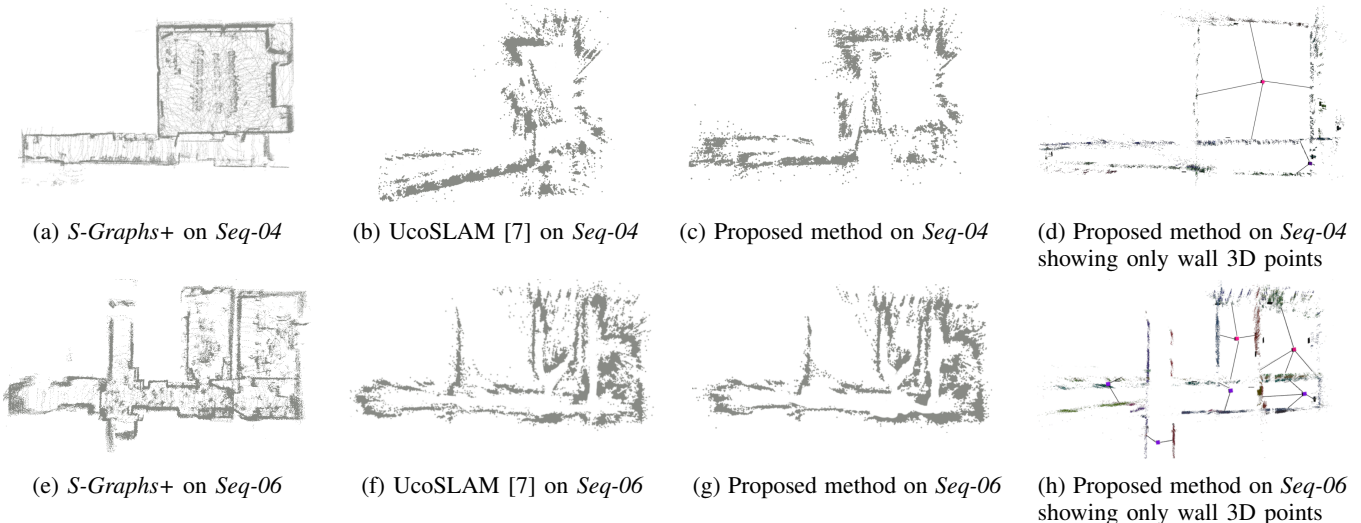 (a) S-Graphs+ on Seq-04
(b) UcoSLAM [7] on Seq-04
(c) Proposed method on Seq-04
(d) Proposed method on Seq-04
showing only wall 3D points
(e) S-Graphs+ on Seq-06
(f) UcoSLAM [7] on Seq-06
(g) Proposed method on Seq-06
(h) Proposed method on Seq-06
showing only wall 3D points